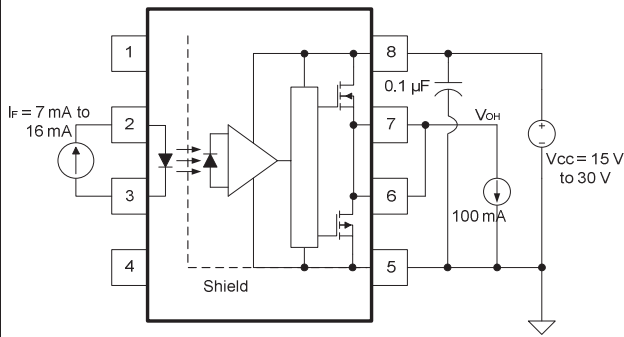 1
8
0.1 µF
IF = 7 mA to
16 mA
2
7
VOH
VCC = 15 V
to 30 V
3
6
100 mA
4
5
Shield
+
−